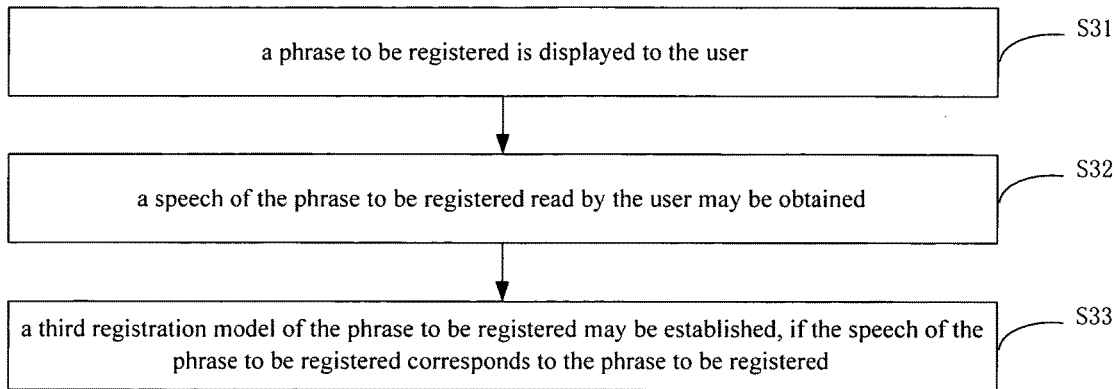 a phrase to be registered is displayed to the user
S31
a speech of the phrase to be registered read by the user may be obtained
S32
a third registration model of the phrase to be registered may be established, if the speech of the
phrase to be registered corresponds to the phrase to be registered
S33